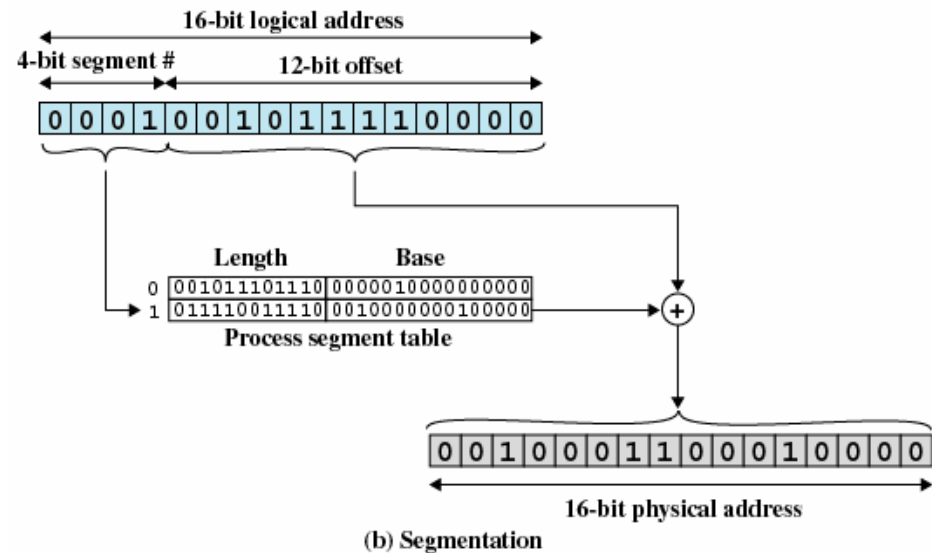 16-bit logical address
4-bit segment # 12-bit offset
0 0 0 1 0 0 1 0 1 1 1 1 0 0 0 0
Length Base
0 001011101110 0000010000000000
1 011110011110 0010000000100000
Process segment table
+
0 0 1 0 0 0 1 1 0 0 0 1 0 0 0 0
16-bit physical address
(b) Segmentation